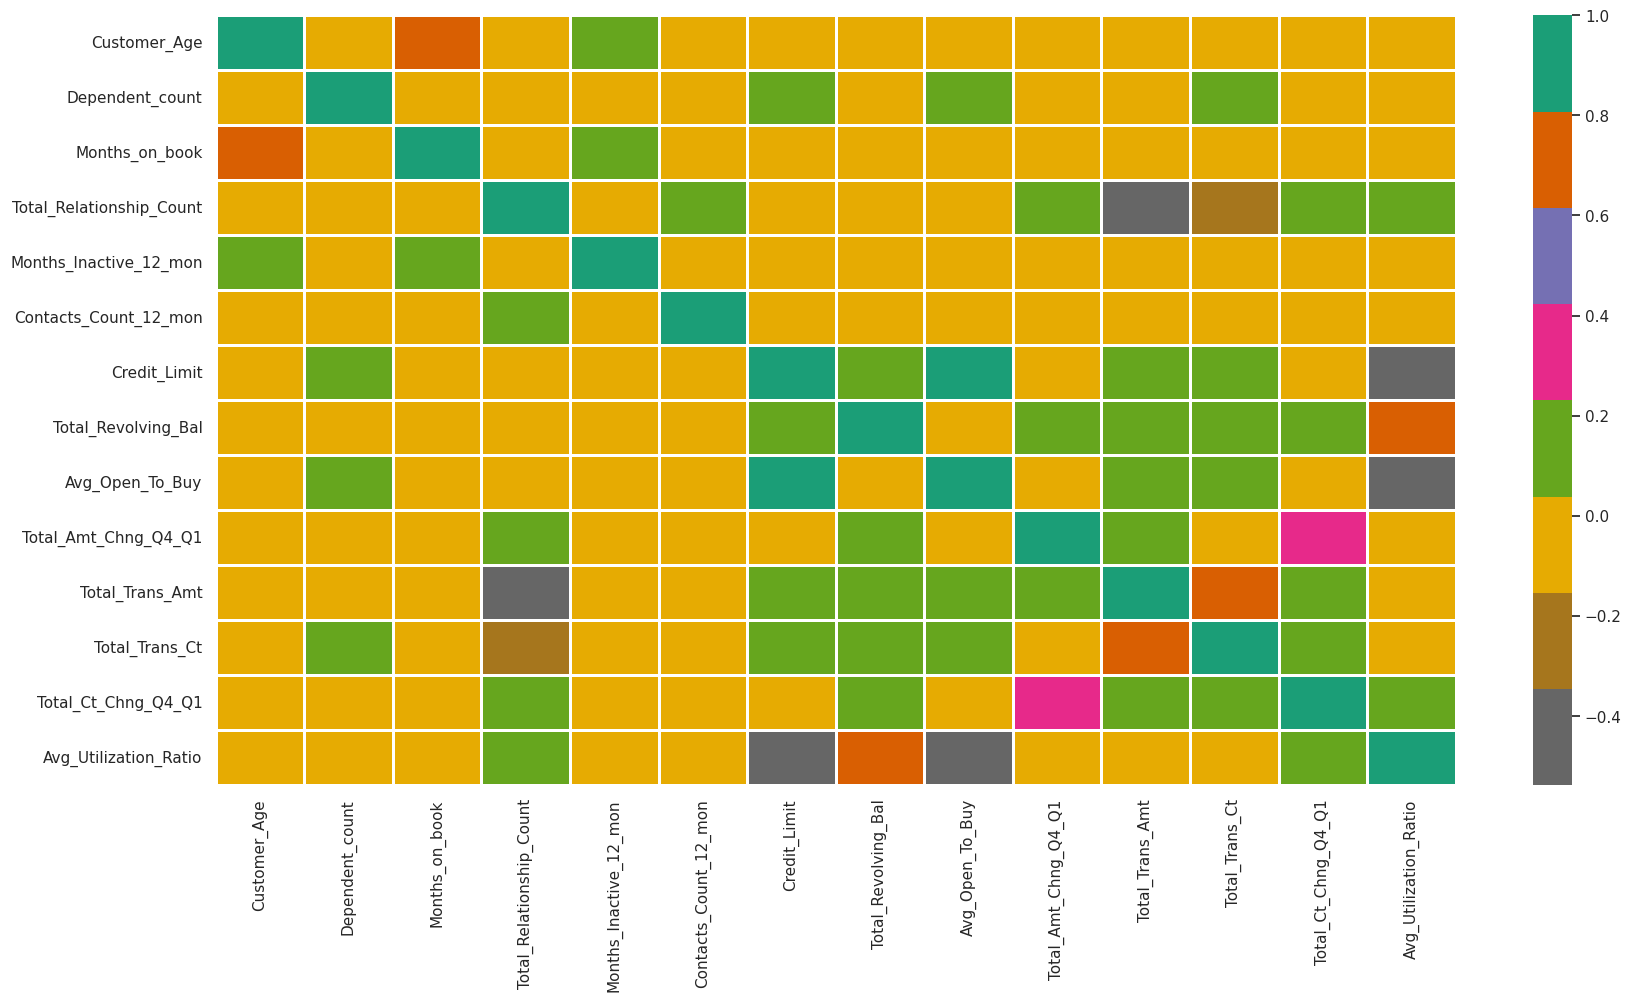 Customer_Age
Dependent_count
Months_on_book
Total_Relationship_Count
Months_Inactive_12_mon
Contacts_Count_12_mon
Credit_Limit
Total_Revolving_Bal
Avg_Open_To_Buy
Total_Amt_Chng_Q4_Q1
Total_Trans_Amt
Total_Trans_Ct
Total_Ct_Chng_Q4_Q1
Avg_Utilization_Ratio
Customer_Age
Dependent_count
Months_on_book
Total_Relationship_Count
Months_Inactive_12_mon
Contacts_Count_12_mon
Credit_Limit
Total_Revolving_Bal
Avg_Open_To_Buy
Total_Amt_Chng_Q4_Q1
Total_Trans_Amt
Total_Trans_Ct
Total_Ct_Chng_Q4_Q1
Avg_Utilization_Ratio
1.0
0.8
0.6
0.4
0.2
0.0
−0.2
−0.4